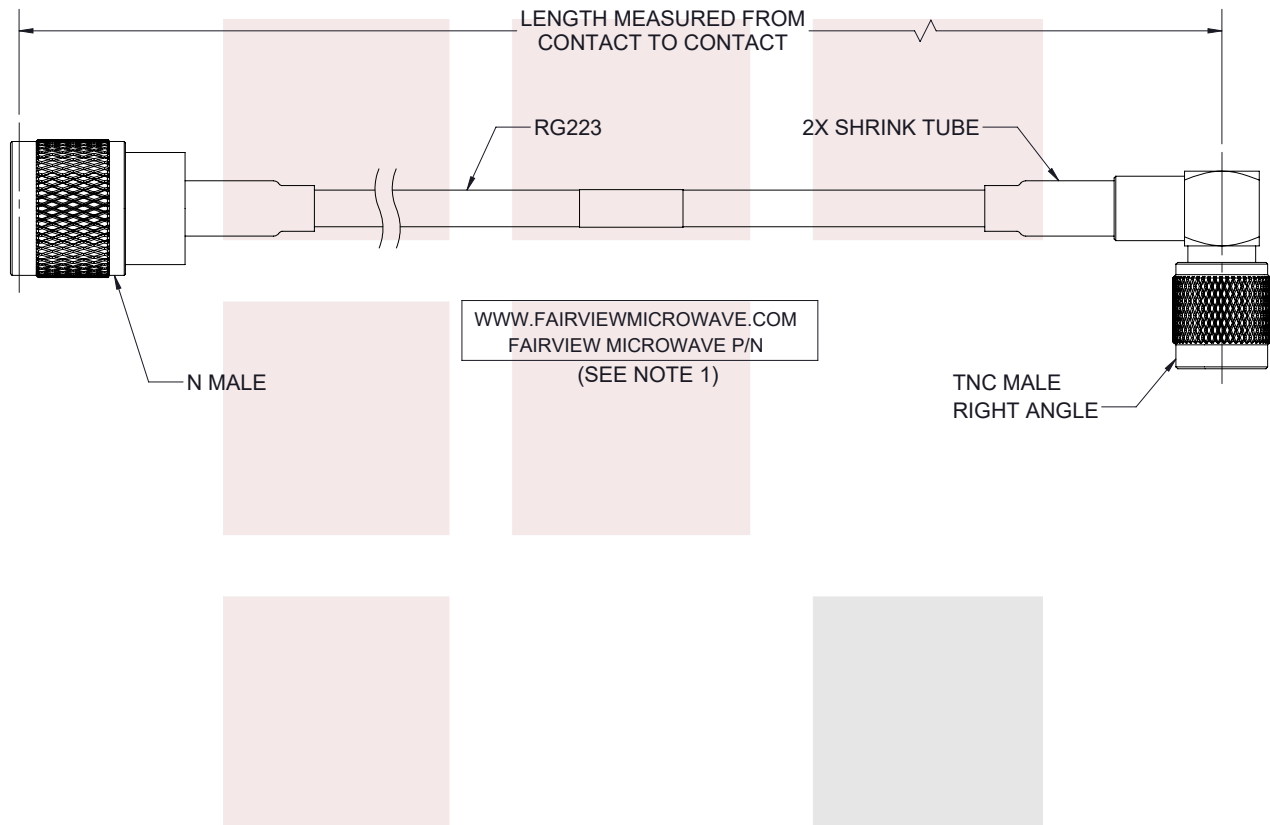 LENGTH MEASURED FROM
CONTACT TO CONTACT
RG223
2X SHRINK TUBE
WWW.FAIRVIEWMICROWAVE.COM
FAIRVIEW MICROWAVE P/N
(SEE NOTE 1)
N MALE
TNC MALE
RIGHT ANGLE